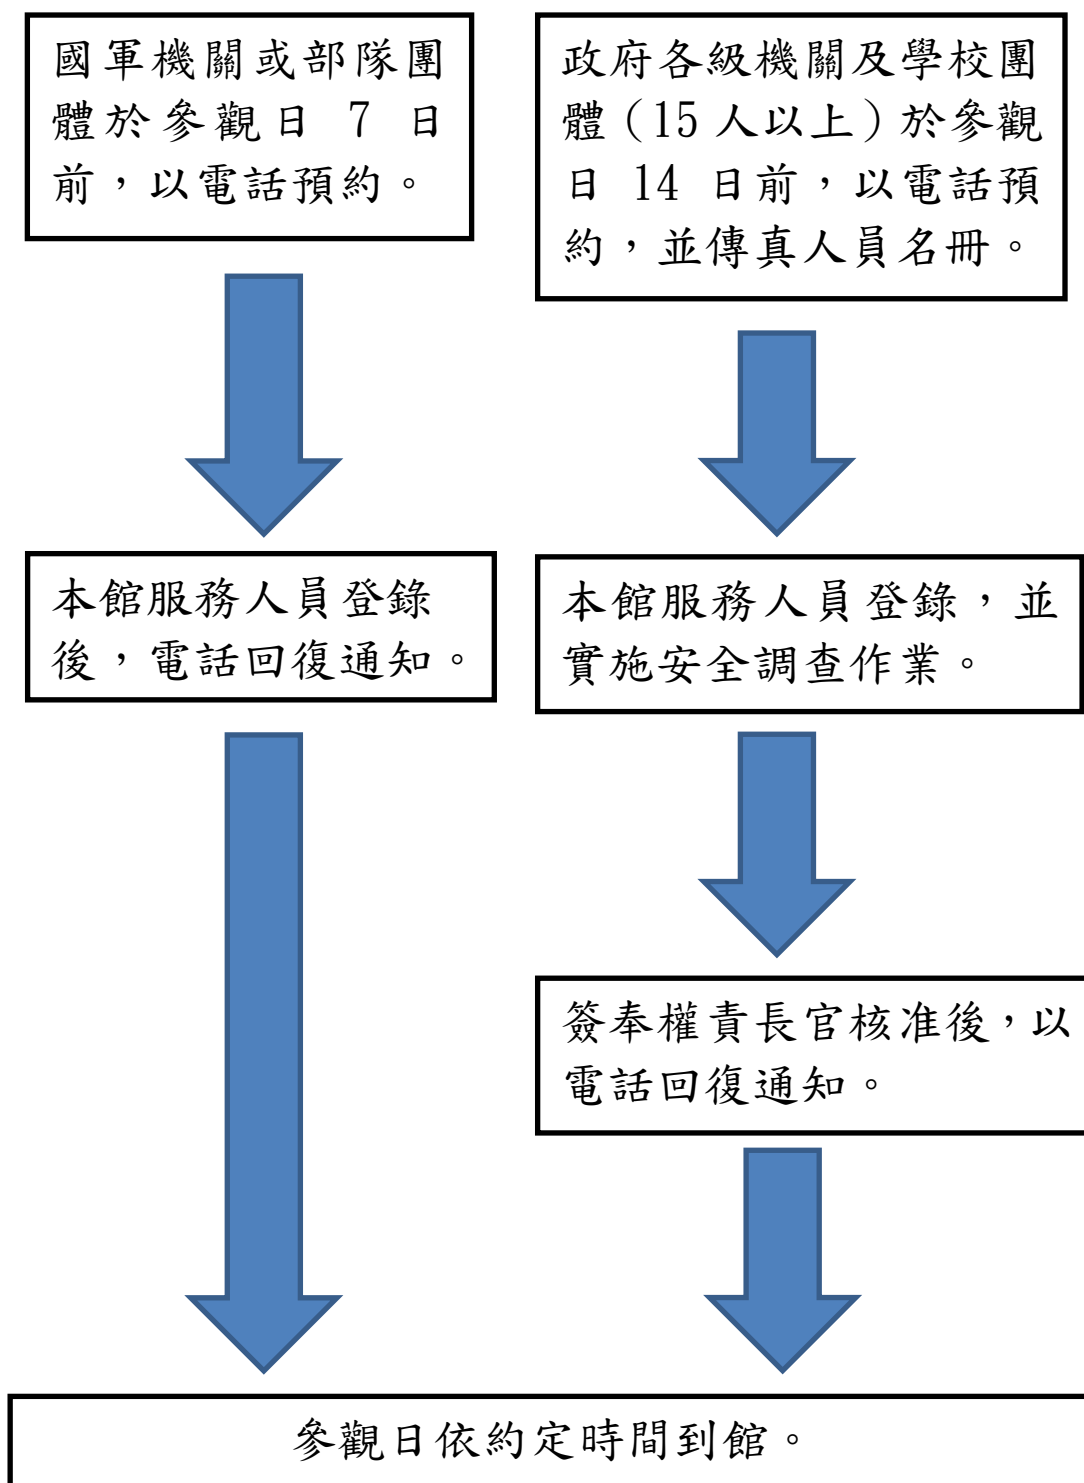 國軍機關或部隊團
體於參觀日 7 日
前，以電話預約。
政府各級機關及學校團
體（15 人以上）於參觀
日 14 日前，以電話預
約，並傳真人員名冊。
本館服務人員登錄
後，電話回復通知。
本館服務人員登錄，並
實施安全調查作業。
簽奉權責長官核准後，以
電話回復通知。
參觀日依約定時間到館。